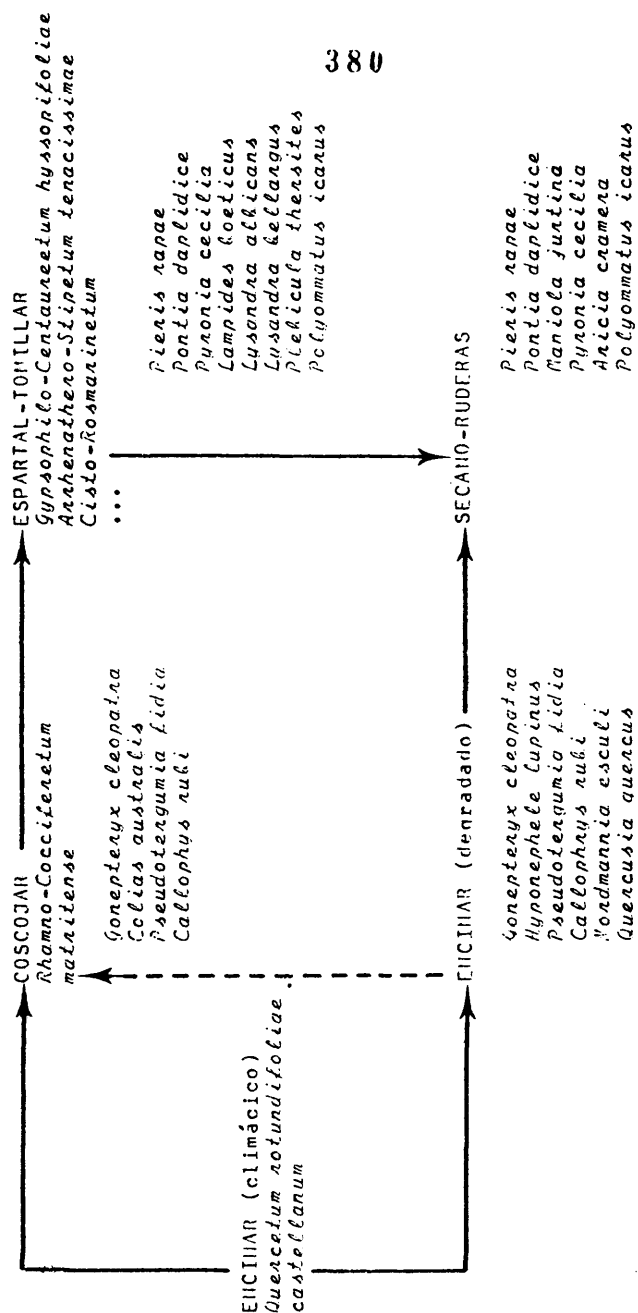 380
ENCINAR (climácico)
Quercetum rotundifoliae
castellanum
COSCOJAR
Rhamno-Cocciferetum
matritense
Gonepteryx cleopatra
Colias australis
Pseudotergumia fidia
Callophys rubi
ESPARTAL-TOMILLAR
Gypsophilo-Centaureetum hyssopifoliae
Arrhenathero-Stipetum tenacissimae
Cisto-Rosmarinetum
...
Pieris rapae
Pontia daplidice
Pyronia cecilia
Lampides boeticus
Lysandra albicans
Lysandra bellargus
Plebicula thersites
Polyommatus icarus
ENCINAR (degradado)
Gonepteryx cleopatra
Hyponephele lupinus
Pseudotergumia fidia
Callophrys rubi
Nordmannia esculi
Quercusia quercus
SECANO-RUDERAS
Pieris rapae
Pontia daplidice
Maniola jurtina
Pyronia cecilia
Aricia cramera
Polyommatus icarus